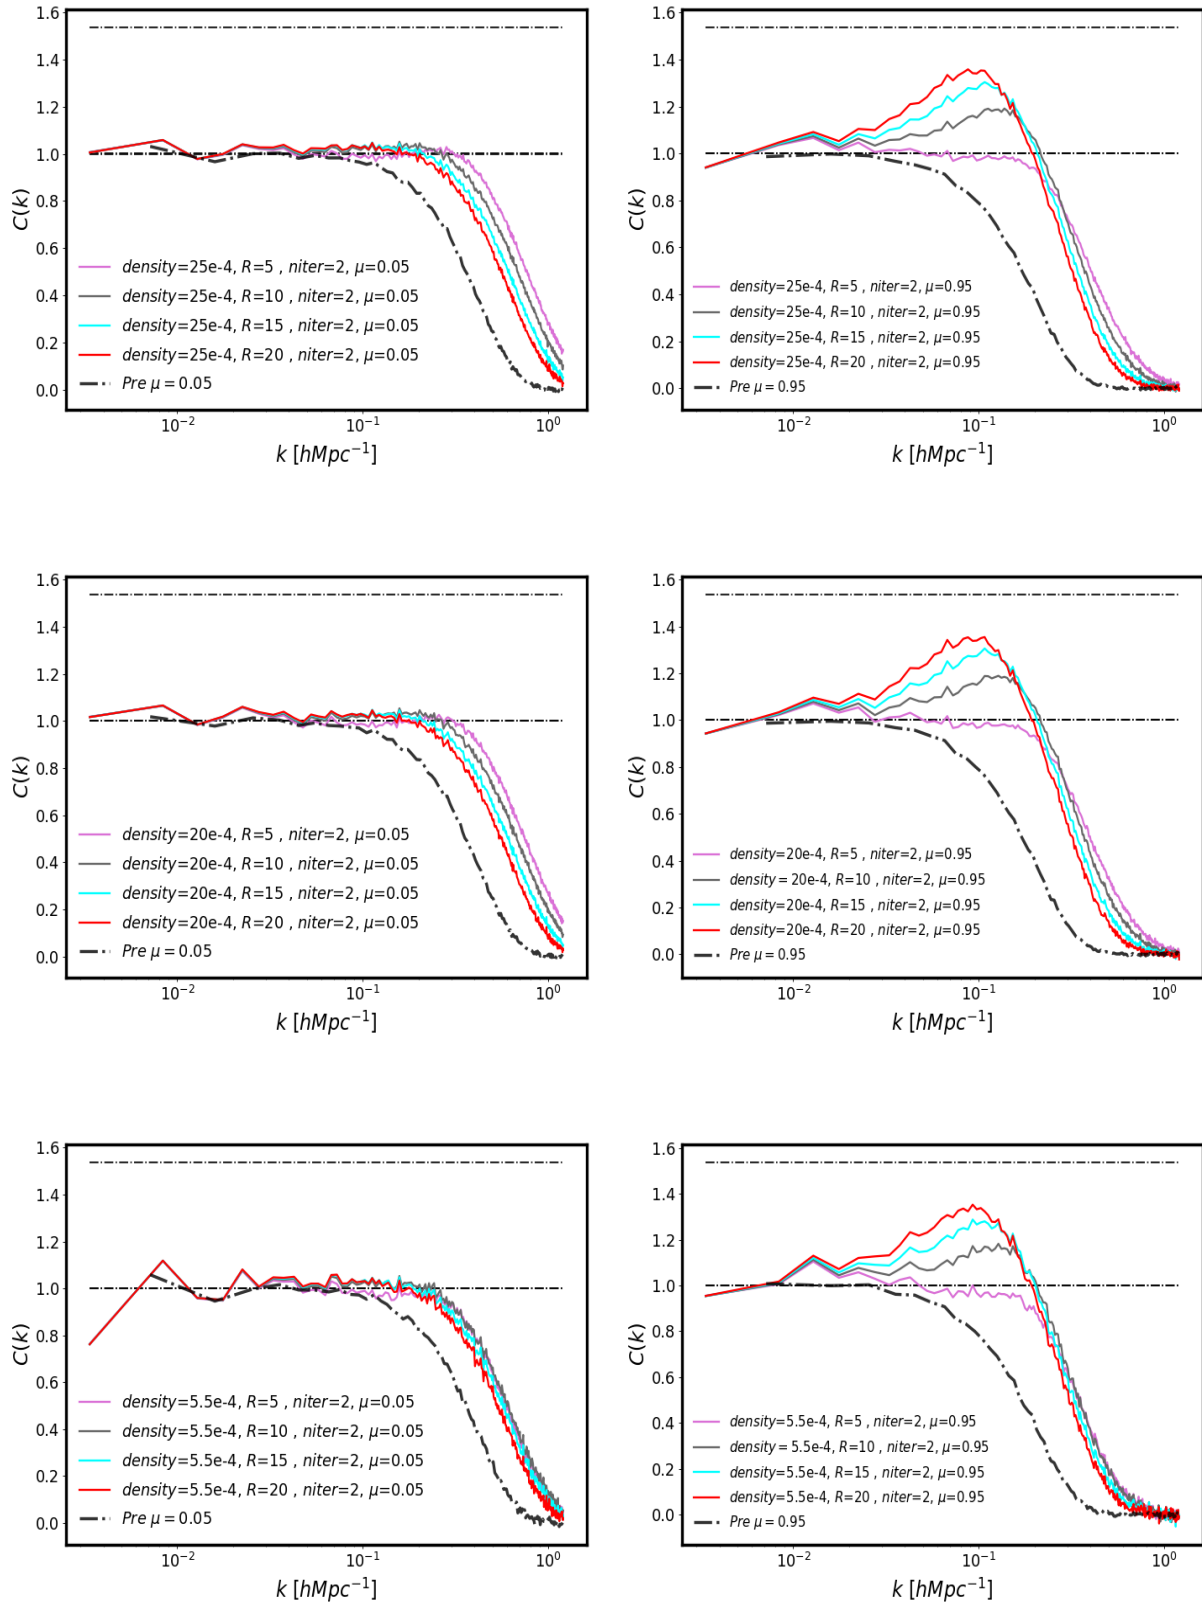 1.6
1.4
1.2
1.0
0.8
0.6
0.4
0.2
0.0
C(k)
density=25e-4, R=5 , niter=2, μ=0.05
density=25e-4, R=10 , niter=2, μ=0.05
density=25e-4, R=15 , niter=2, μ=0.05
density=25e-4, R=20 , niter=2, μ=0.05
Pre μ = 0.05
10⁻² 10⁻¹ 10⁰
k [hMpc⁻¹]
1.6
1.4
1.2
1.0
0.8
0.6
0.4
0.2
0.0
C(k)
density=25e-4, R=5 , niter=2, μ=0.95
density=25e-4, R=10 , niter=2, μ=0.95
density=25e-4, R=15 , niter=2, μ=0.95
density=25e-4, R=20 , niter=2, μ=0.95
Pre μ = 0.95
10⁻² 10⁻¹ 10⁰
k [hMpc⁻¹]
1.6
1.4
1.2
1.0
0.8
0.6
0.4
0.2
0.0
C(k)
density=20e-4, R=5 , niter=2, μ=0.05
density=20e-4, R=10 , niter=2, μ=0.05
density=20e-4, R=15 , niter=2, μ=0.05
density=20e-4, R=20 , niter=2, μ=0.05
Pre μ = 0.05
10⁻² 10⁻¹ 10⁰
k [hMpc⁻¹]
1.6
1.4
1.2
1.0
0.8
0.6
0.4
0.2
0.0
C(k)
density=20e-4, R=5 , niter=2, μ=0.95
density = 20e-4, R=10 , niter=2, μ=0.95
density=20e-4, R=15 , niter=2, μ=0.95
density=20e-4, R=20 , niter=2, μ=0.95
Pre μ = 0.95
10⁻² 10⁻¹ 10⁰
k [hMpc⁻¹]
1.6
1.4
1.2
1.0
0.8
0.6
0.4
0.2
0.0
C(k)
density=5.5e-4, R=5 , niter=2, μ=0.05
density=5.5e-4, R=10 , niter=2, μ=0.05
density=5.5e-4, R=15 , niter=2, μ=0.05
density=5.5e-4, R=20 , niter=2, μ=0.05
Pre μ = 0.05
10⁻² 10⁻¹ 10⁰
k [hMpc⁻¹]
1.6
1.4
1.2
1.0
0.8
0.6
0.4
0.2
0.0
C(k)
density=5.5e-4, R=5 , niter=2, μ=0.95
density = 5.5e-4, R=10 , niter=2, μ=0.95
density=5.5e-4, R=15 , niter=2, μ=0.95
density=5.5e-4, R=20 , niter=2, μ=0.95
Pre μ = 0.95
10⁻² 10⁻¹ 10⁰
k [hMpc⁻¹]